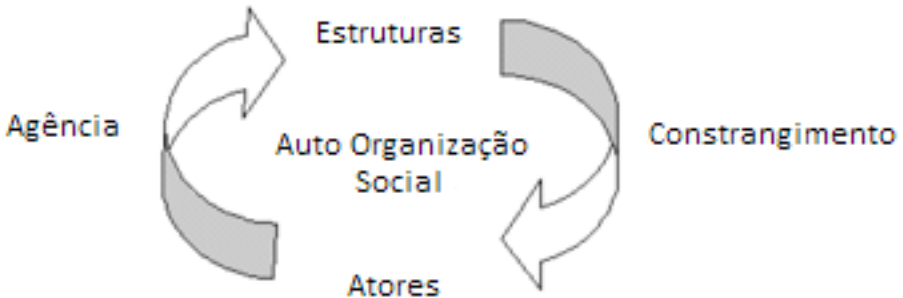 Estruturas
Agência
Constrangimento
Auto Organização
Social
Atores